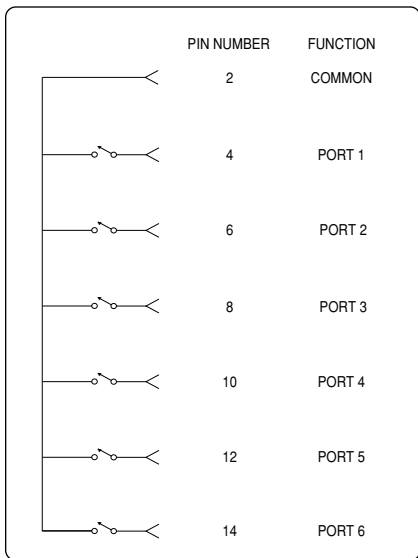 PIN NUMBER FUNCTION
2 COMMON
4 PORT 1
6 PORT 2
8 PORT 3
10 PORT 4
12 PORT 5
14 PORT 6